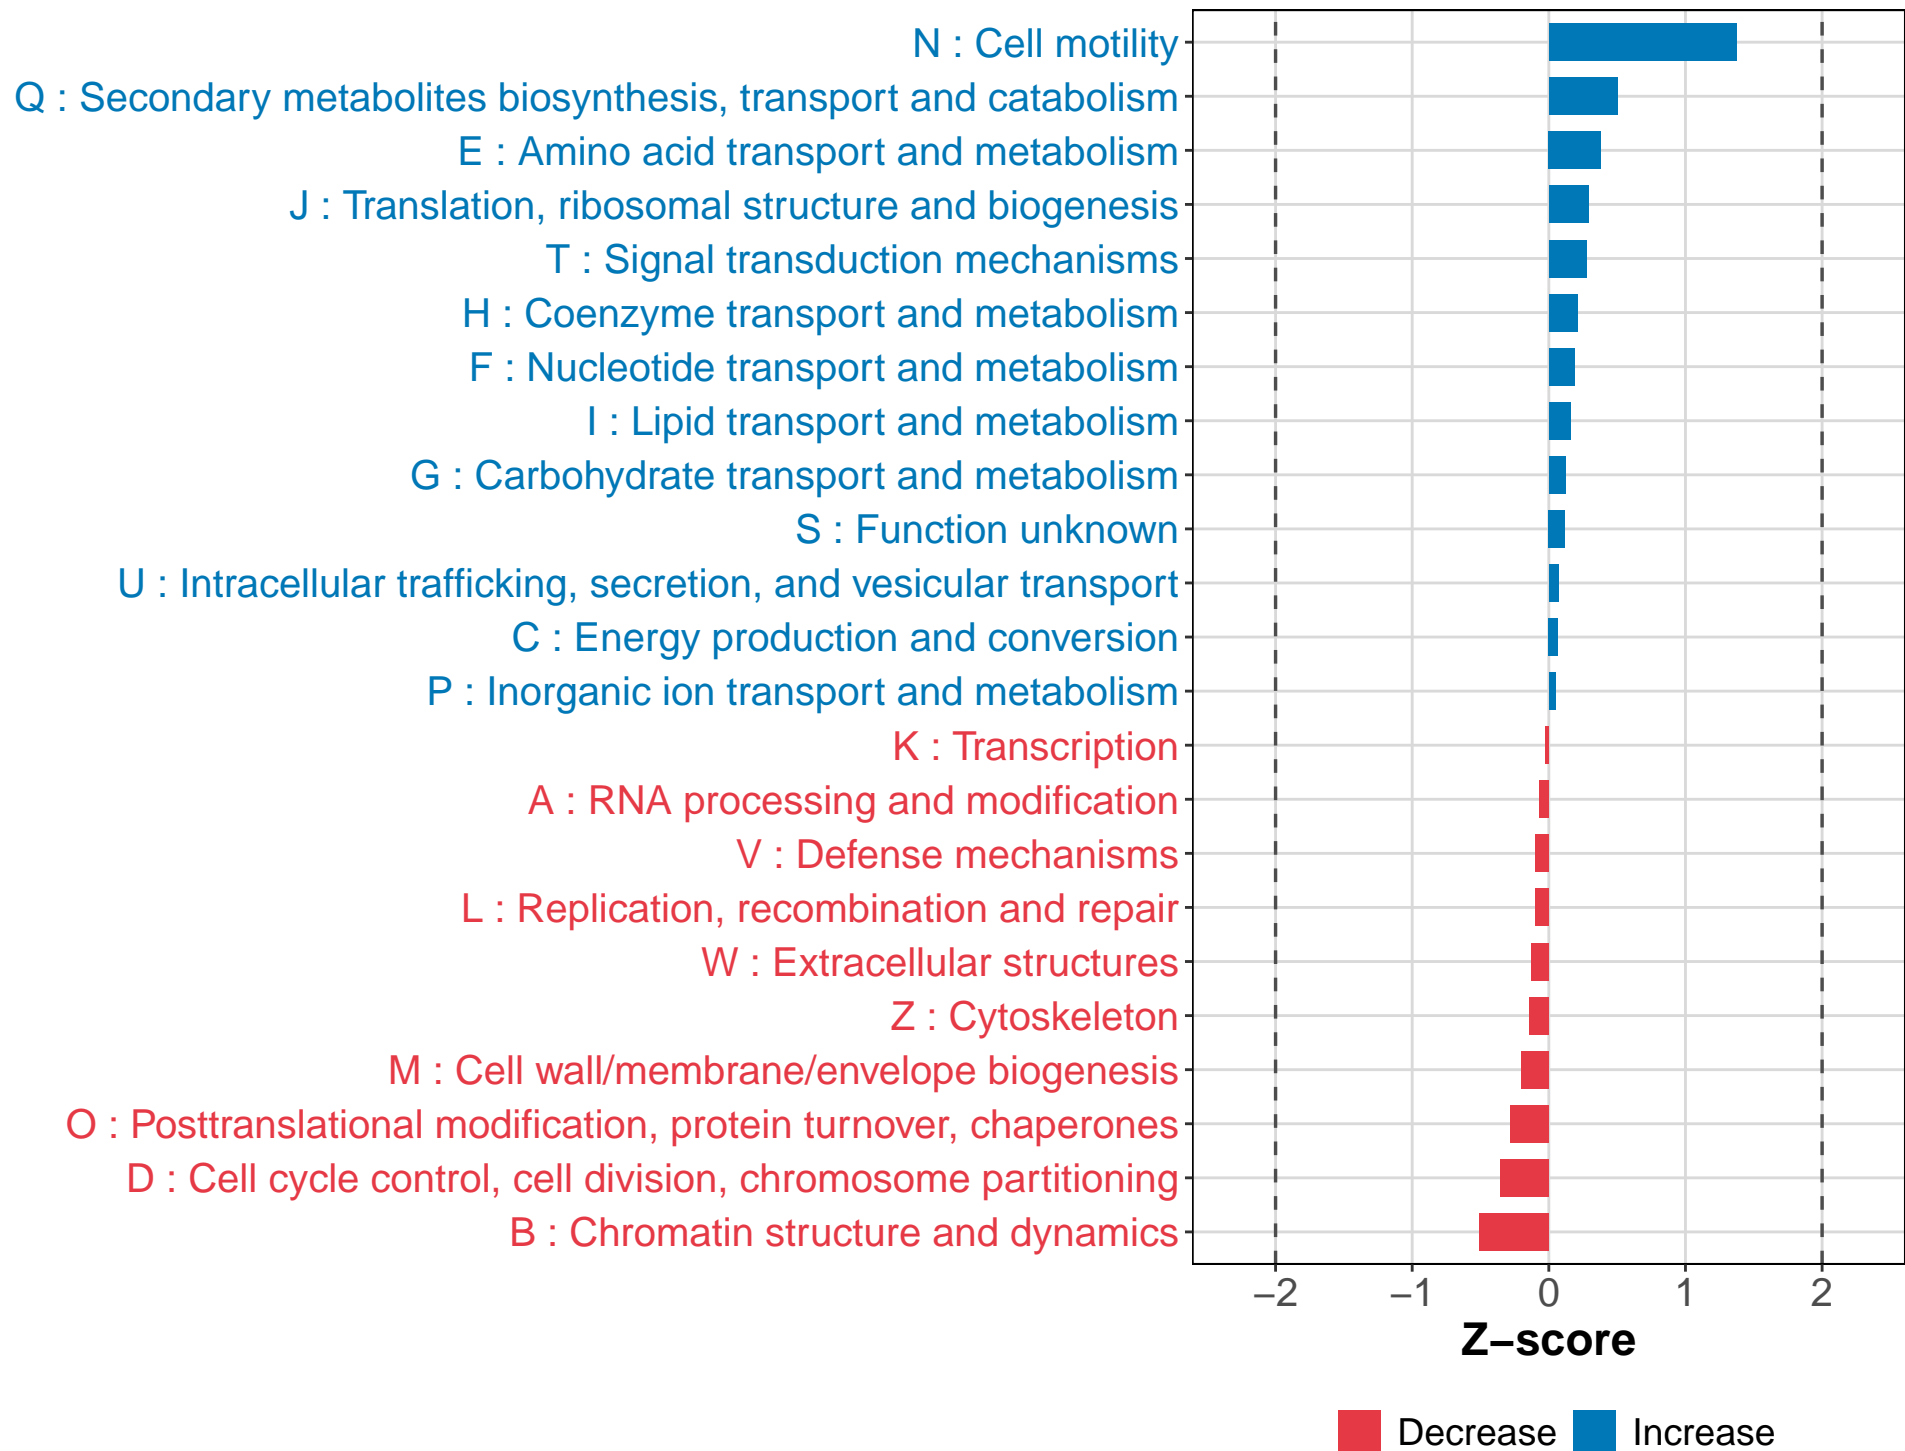 N : Cell motility
Q : Secondary metabolites biosynthesis, transport and catabolism
E : Amino acid transport and metabolism
J : Translation, ribosomal structure and biogenesis
T : Signal transduction mechanisms
H : Coenzyme transport and metabolism
F : Nucleotide transport and metabolism
I : Lipid transport and metabolism
G : Carbohydrate transport and metabolism
S : Function unknown
U : Intracellular trafficking, secretion, and vesicular transport
C : Energy production and conversion
P : Inorganic ion transport and metabolism
K : Transcription
A : RNA processing and modification
V : Defense mechanisms
L : Replication, recombination and repair
W : Extracellular structures
Z : Cytoskeleton
M : Cell wall/membrane/envelope biogenesis
O : Posttranslational modification, protein turnover, chaperones
D : Cell cycle control, cell division, chromosome partitioning
B : Chromatin structure and dynamics
−2 −1 0 1 2
Z−score
Decrease Increase